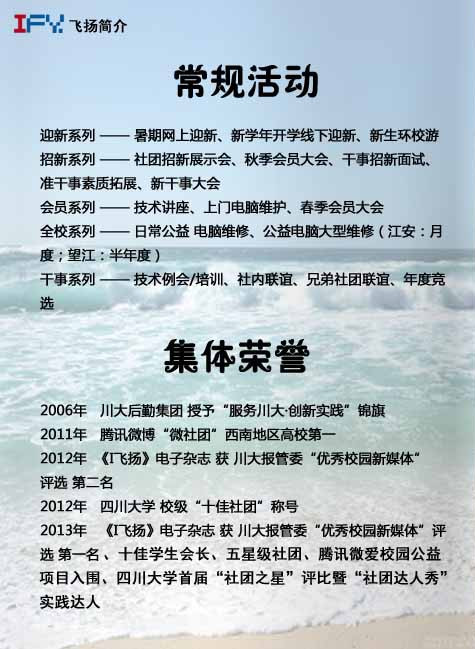 IFY 飞扬简介
常规活动
迎新系列 —— 暑期网上迎新、新学年开学线下迎新、新生环校游
招新系列 —— 社团招新展示会、秋季会员大会、干事招新面试、
准干事素质拓展、新干事大会
会员系列 —— 技术讲座、上门电脑维护、春季会员大会
全校系列 —— 日常公益 电脑维修、公益电脑大型维修（江安：月
度；望江：半年度）
干事系列 —— 技术例会/培训、社内联谊、兄弟社团联谊、年度竞
选
集体荣誉
2006年 川大后勤集团 授予“服务川大·创新实践”锦旗
2011年 腾讯微博“微社团”西南地区高校第一
2012年 《I飞扬》电子杂志 获 川大报管委“优秀校园新媒体”
评选 第二名
2012年 四川大学 校级“十佳社团”称号
2013年 《I飞扬》电子杂志 获 川大报管委“优秀校园新媒体”评
选 第一名、十佳学生会长、五星级社团、腾讯微爱校园公益
项目入围、四川大学首届“社团之星”评比暨“社团达人秀”
实践达人